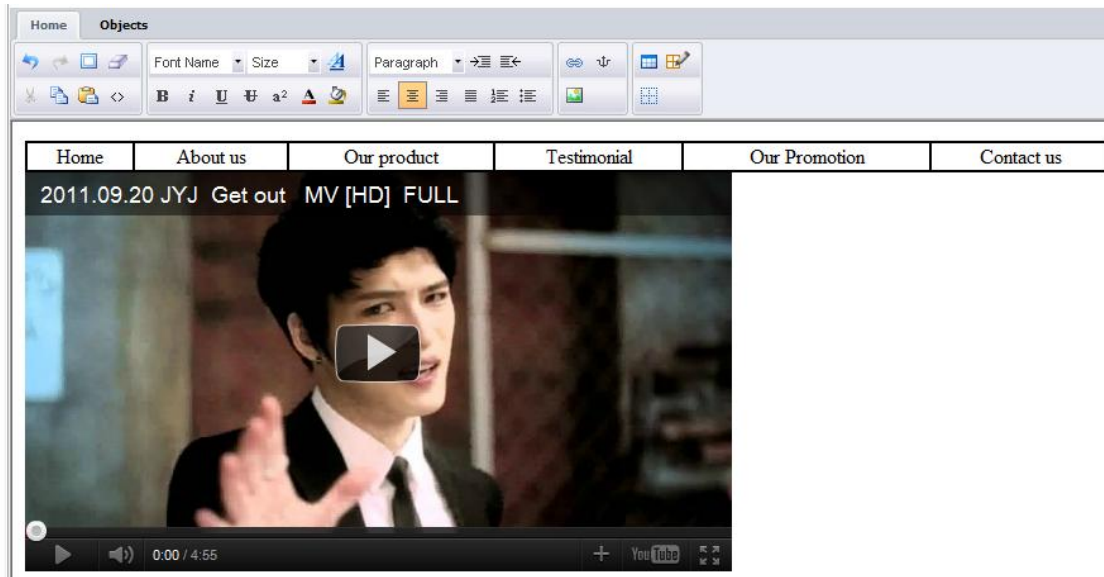 Home Objects
Font Name Size A Paragraph
B i U U a² A
Home About us Our product Testimonial Our Promotion Contact us
2011.09.20 JYJ Get out MV [HD] FULL
0:00 / 4:55 YouTube